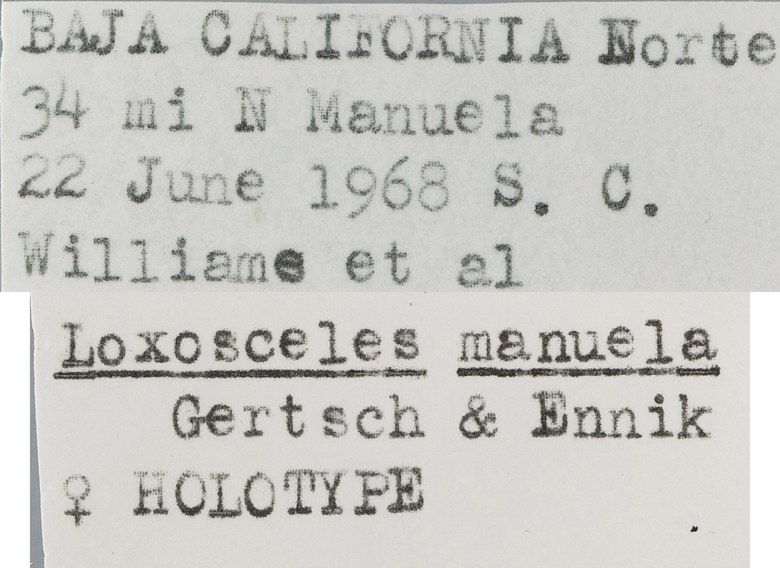 BAJA CALIFORNIA Norte
34 mi N Manuela
22 June 1968 S. C.
Williams et al
Loxosceles manuela
Gertsch & Ennik
♀ HOLOTYPE